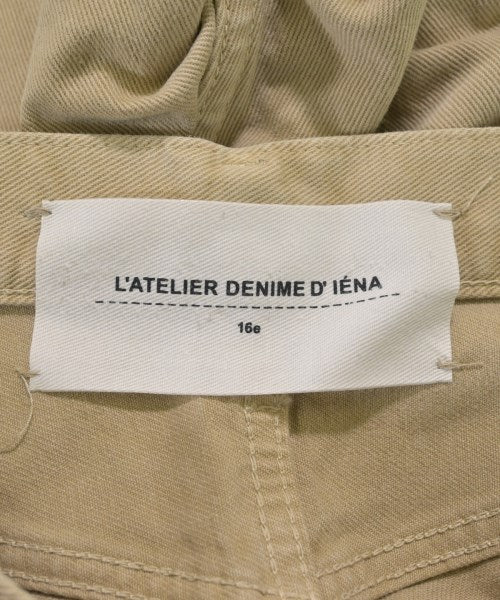 L'ATELIER DENIME D' IÉNA
16e